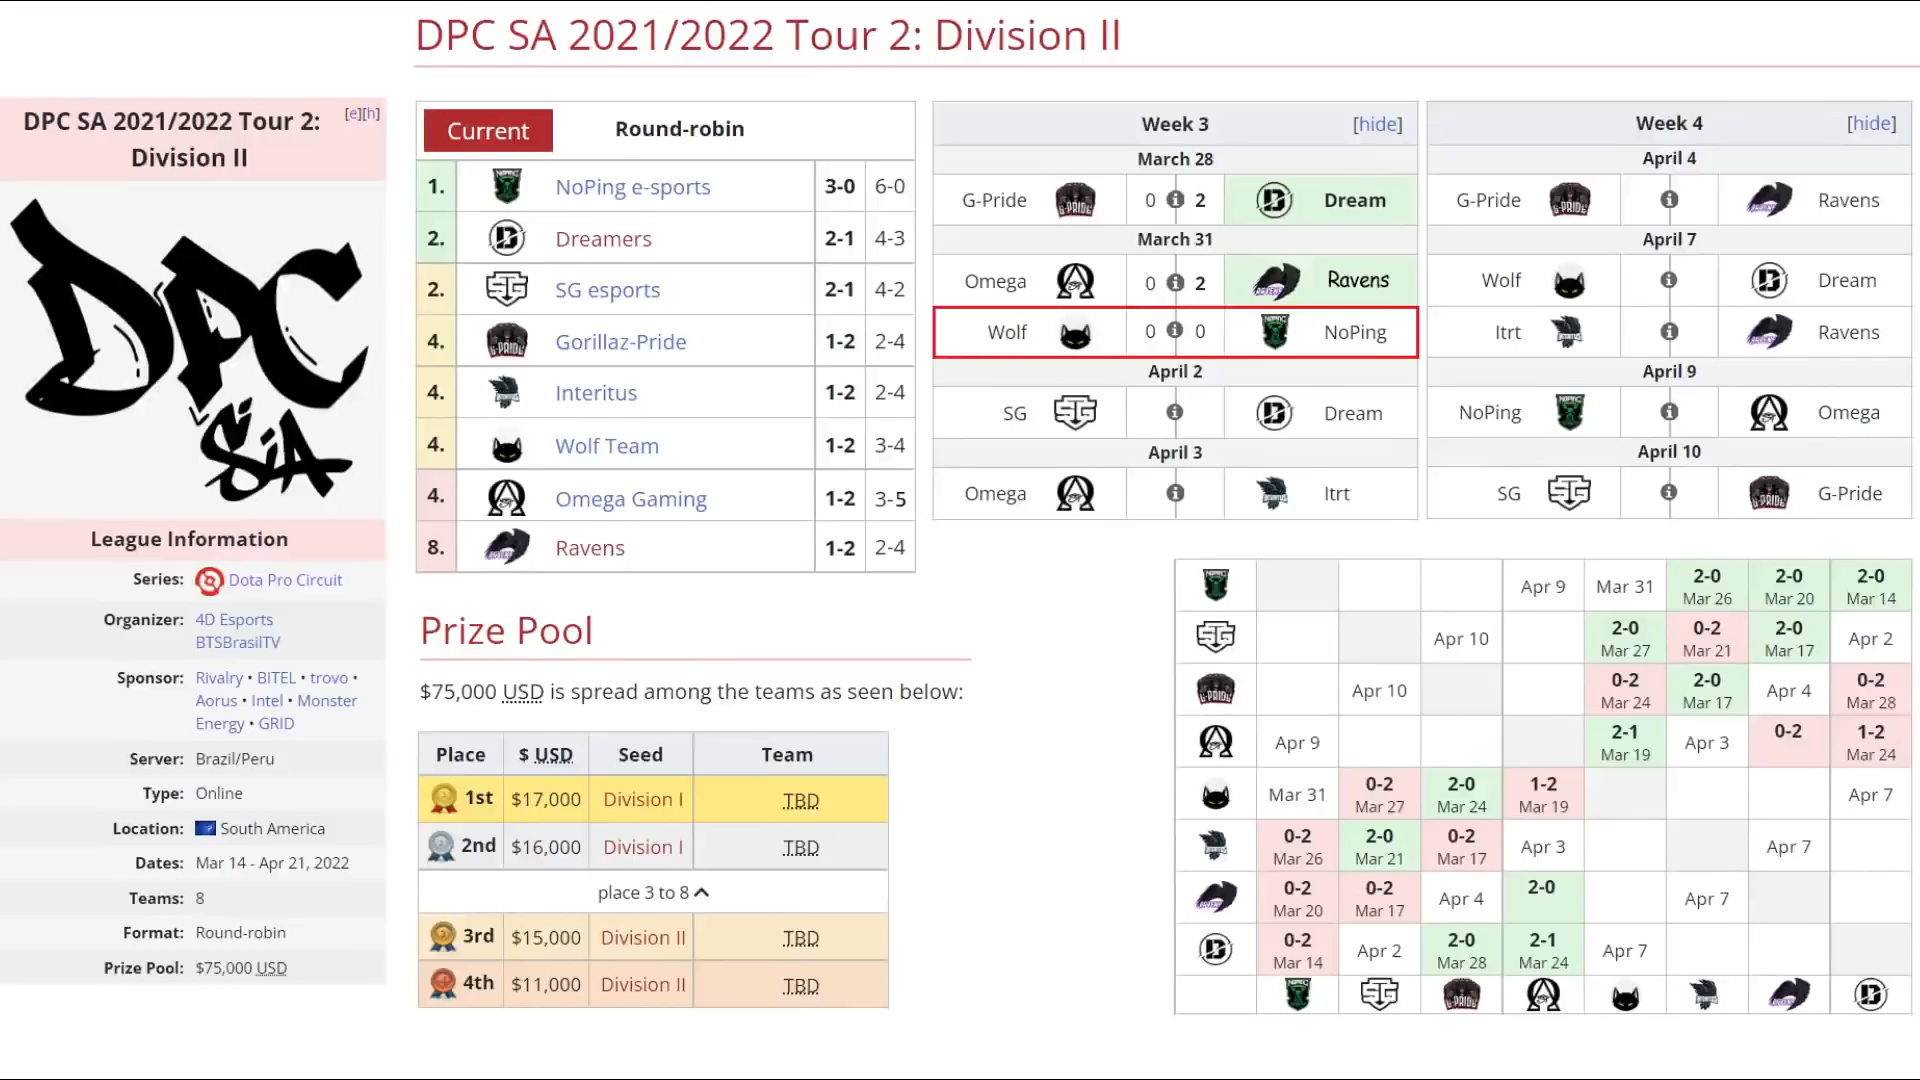 DPC SA 2021/2022 Tour 2: Division II
DPC SA 2021/2022 Tour 2: [e][h]
Division II
DPC
SiA
League Information
Series: Dota Pro Circuit
Organizer: 4D Esports
BTSBrasilTV
Sponsor: Rivalry • BITEL • trovo •
Aorus • Intel • Monster
Energy • GRID
Server: Brazil/Peru
Type: Online
Location: South America
Dates: Mar 14 - Apr 21, 2022
Teams: 8
Format: Round-robin
Prize Pool: $75,000 USD
Current Round-robin
1. NoPing e-sports 3-0 6-0
2. Dreamers 2-1 4-3
2. SG esports 2-1 4-2
4. Gorillaz-Pride 1-2 2-4
4. Interitus 1-2 2-4
4. Wolf Team 1-2 3-4
4. Omega Gaming 1-2 3-5
8. Ravens 1-2 2-4
Week 3 [hide]
March 28
G-Pride 0 2 Dream
March 31
Omega 0 2 Ravens
Wolf 0 0 NoPing
April 2
SG Dream
April 3
Omega Itrt
Week 4 [hide]
April 4
G-Pride Ravens
April 7
Wolf Dream
Itrt Ravens
April 9
NoPing Omega
April 10
SG G-Pride
Prize Pool
$75,000 USD is spread among the teams as seen below:
Place $ USD Seed Team
1st $17,000 Division I TBD
2nd $16,000 Division I TBD
place 3 to 8
3rd $15,000 Division II TBD
4th $11,000 Division II TBD
Apr 9 Mar 31 2-0 2-0 2-0
Mar 26 Mar 20 Mar 14
Apr 10 2-0 0-2 2-0 Apr 2
Mar 27 Mar 21 Mar 17
Apr 10 0-2 2-0 Apr 4 0-2
Mar 24 Mar 17 Mar 28
Apr 9 2-1 Apr 3 0-2 1-2
Mar 19 Mar 24
Mar 31 0-2 2-0 1-2 Apr 7
Mar 27 Mar 24 Mar 19
0-2 2-0 0-2 Apr 3 Apr 7
Mar 26 Mar 21 Mar 17
0-2 0-2 Apr 4 2-0 Apr 7
Mar 20 Mar 17
0-2 Apr 2 2-0 2-1 Apr 7
Mar 14 Mar 28 Mar 24